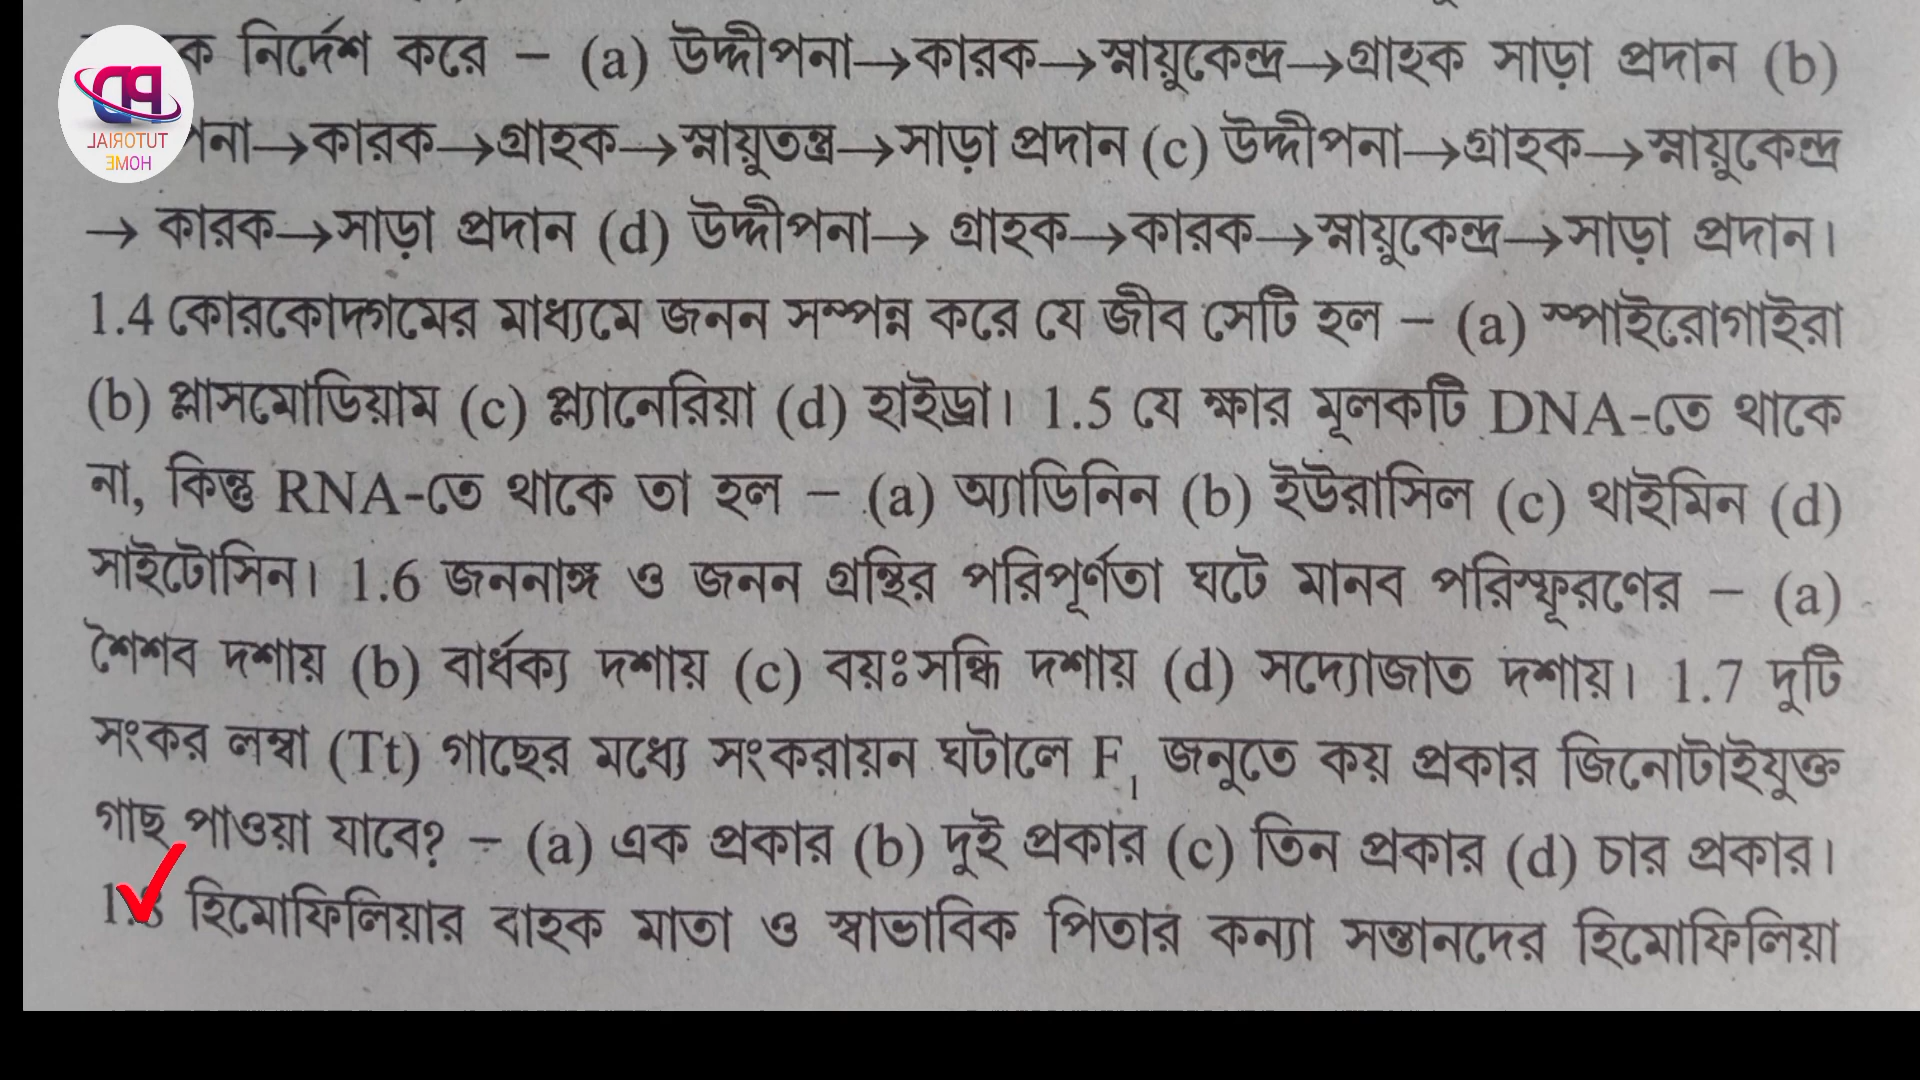 ক নির্দেশ করে – (a) উদ্দীপনা→কারক→স্নায়ুকেন্দ্র→গ্রাহক সাড়া প্রদান (b)
পনা→কারক→গ্রাহক→স্নায়ুতন্ত্র→সাড়া প্রদান (c) উদ্দীপনা→গ্রাহক→স্নায়ুকেন্দ্র
→ কারক→সাড়া প্রদান (d) উদ্দীপনা→ গ্রাহক→কারক→স্নায়ুকেন্দ্র→সাড়া প্রদান।
1.4 কোরকোদ্গমের মাধ্যমে জনন সম্পন্ন করে যে জীব সেটি হল – (a) স্পাইরোগাইরা
(b) প্লাসমোডিয়াম (c) প্ল্যানেরিয়া (d) হাইড্রা। 1.5 যে ক্ষার মূলকটি DNA-তে থাকে
না, কিন্তু RNA-তে থাকে তা হল – (a) অ্যাডিনিন (b) ইউরাসিল (c) থাইমিন (d)
সাইটোসিন। 1.6 জননাঙ্গ ও জনন গ্রন্থির পরিপূর্ণতা ঘটে মানব পরিস্ফূরণের – (a)
শৈশব দশায় (b) বার্ধক্য দশায় (c) বয়ঃসন্ধি দশায় (d) সদ্যোজাত দশায়। 1.7 দুটি
সংকর লম্বা (Tt) গাছের মধ্যে সংকরায়ন ঘটালে F₁ জনুতে কয় প্রকার জিনোটাইযুক্ত
গাছ পাওয়া যাবে? – (a) এক প্রকার (b) দুই প্রকার (c) তিন প্রকার (d) চার প্রকার।
1.8 হিমোফিলিয়ার বাহক মাতা ও স্বাভাবিক পিতার কন্যা সন্তানদের হিমোফিলিয়া
PD
TUTORIAL
HOME